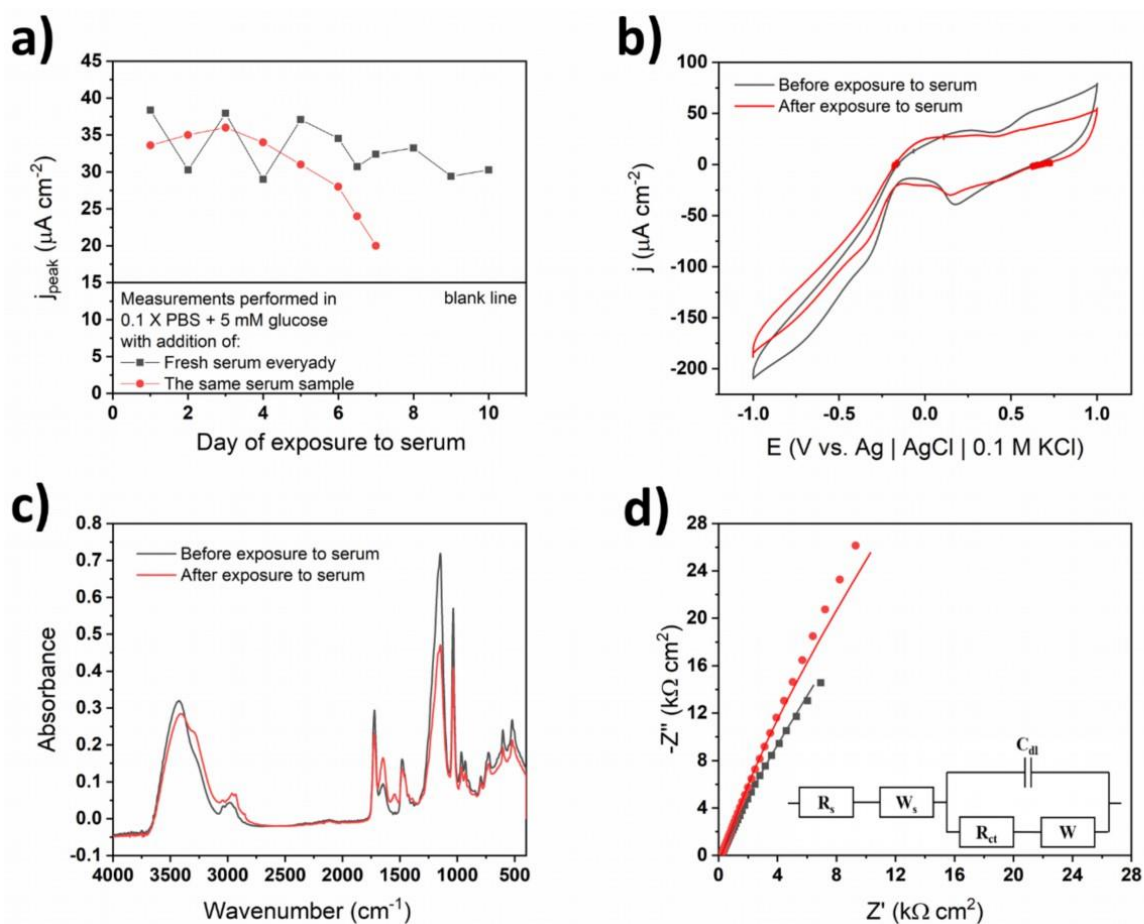 a)
45
40
35
30
25
20
15
10
5
0
j_peak (µA cm⁻²)
Measurements performed in
0.1 X PBS + 5 mM glucose
with addition of:
blank line
Fresh serum everyady
The same serum sample
0 2 4 6 8 10
Day of exposure to serum
b)
100
50
0
-50
-100
-150
-200
j (µA cm⁻²)
Before exposure to serum
After exposure to serum
-1.0 -0.5 0.0 0.5 1.0
E (V vs. Ag | AgCl | 0.1 M KCl)
c)
0.8
0.7
0.6
0.5
0.4
0.3
0.2
0.1
0.0
-0.1
Absorbance
Before exposure to serum
After exposure to serum
4000 3500 3000 2500 2000 1500 1000 500
Wavenumber (cm⁻¹)
d)
28
24
20
16
12
8
4
0
-Z'' (kΩ cm²)
C_dl
R_s
W_s
R_ct
W
0 4 8 12 16 20 24 28
Z' (kΩ cm²)